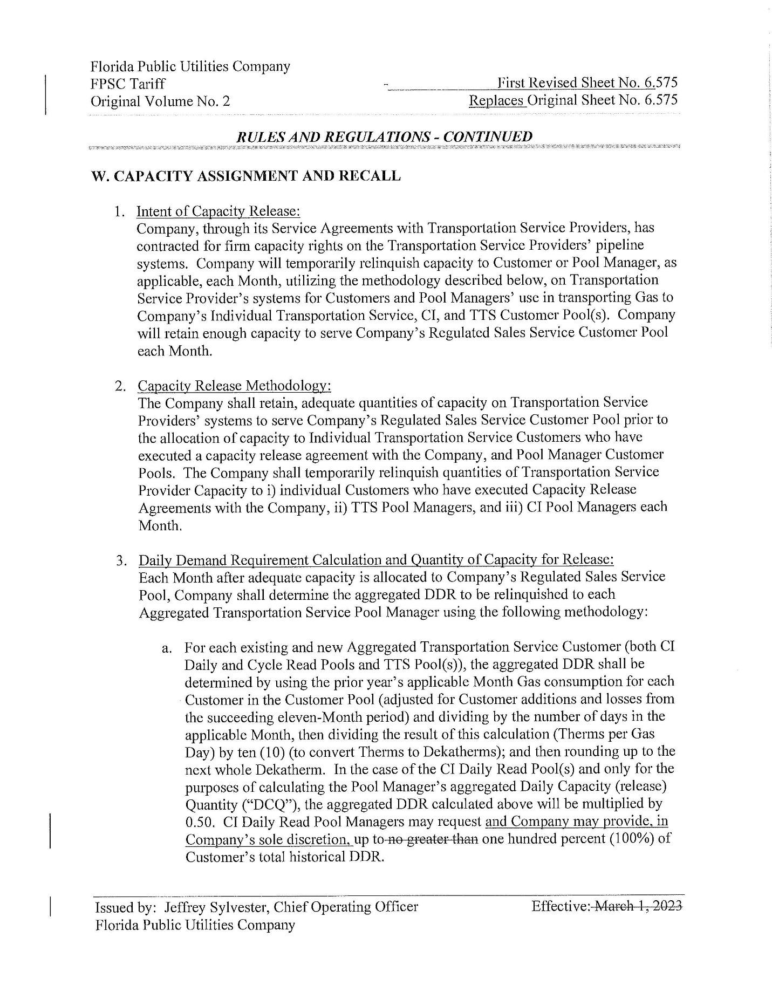 Florida Public Utilities Company
FPSC Tariff
First Revised Sheet No. 6.575
Original Volume No. 2
Replaces Original Sheet No. 6.575
RULES AND REGULATIONS - CONTINUED
W. CAPACITY ASSIGNMENT AND RECALL
1. Intent of Capacity Release:
Company, through its Service Agreements with Transportation Service Providers, has
contracted for firm capacity rights on the Transportation Service Providers’ pipeline
systems. Company will temporarily relinquish capacity to Customer or Pool Manager, as
applicable, each Month, utilizing the methodology described below, on Transportation
Service Provider’s systems for Customers and Pool Managers’ use in transporting Gas to
Company’s Individual Transportation Service, CI, and TTS Customer Pool(s). Company
will retain enough capacity to serve Company’s Regulated Sales Service Customer Pool
each Month.
2. Capacity Release Methodology:
The Company shall retain, adequate quantities of capacity on Transportation Service
Providers’ systems to serve Company’s Regulated Sales Service Customer Pool prior to
the allocation of capacity to Individual Transportation Service Customers who have
executed a capacity release agreement with the Company, and Pool Manager Customer
Pools. The Company shall temporarily relinquish quantities of Transportation Service
Provider Capacity to i) individual Customers who have executed Capacity Release
Agreements with the Company, ii) TTS Pool Managers, and iii) CI Pool Managers each
Month.
3. Daily Demand Requirement Calculation and Quantity of Capacity for Release:
Each Month after adequate capacity is allocated to Company’s Regulated Sales Service
Pool, Company shall determine the aggregated DDR to be relinquished to each
Aggregated Transportation Service Pool Manager using the following methodology:
a. For each existing and new Aggregated Transportation Service Customer (both CI
Daily and Cycle Read Pools and TTS Pool(s)), the aggregated DDR shall be
determined by using the prior year’s applicable Month Gas consumption for each
Customer in the Customer Pool (adjusted for Customer additions and losses from
the succeeding eleven-Month period) and dividing by the number of days in the
applicable Month, then dividing the result of this calculation (Therms per Gas
Day) by ten (10) (to convert Therms to Dekatherms); and then rounding up to the
next whole Dekatherm. In the case of the CI Daily Read Pool(s) and only for the
purposes of calculating the Pool Manager’s aggregated Daily Capacity (release)
Quantity (“DCQ”), the aggregated DDR calculated above will be multiplied by
0.50. CI Daily Read Pool Managers may request and Company may provide, in
Company’s sole discretion, up to no greater than one hundred percent (100%) of
Customer’s total historical DDR.
Issued by: Jeffrey Sylvester, Chief Operating Officer
Effective: March 1, 2023
Florida Public Utilities Company